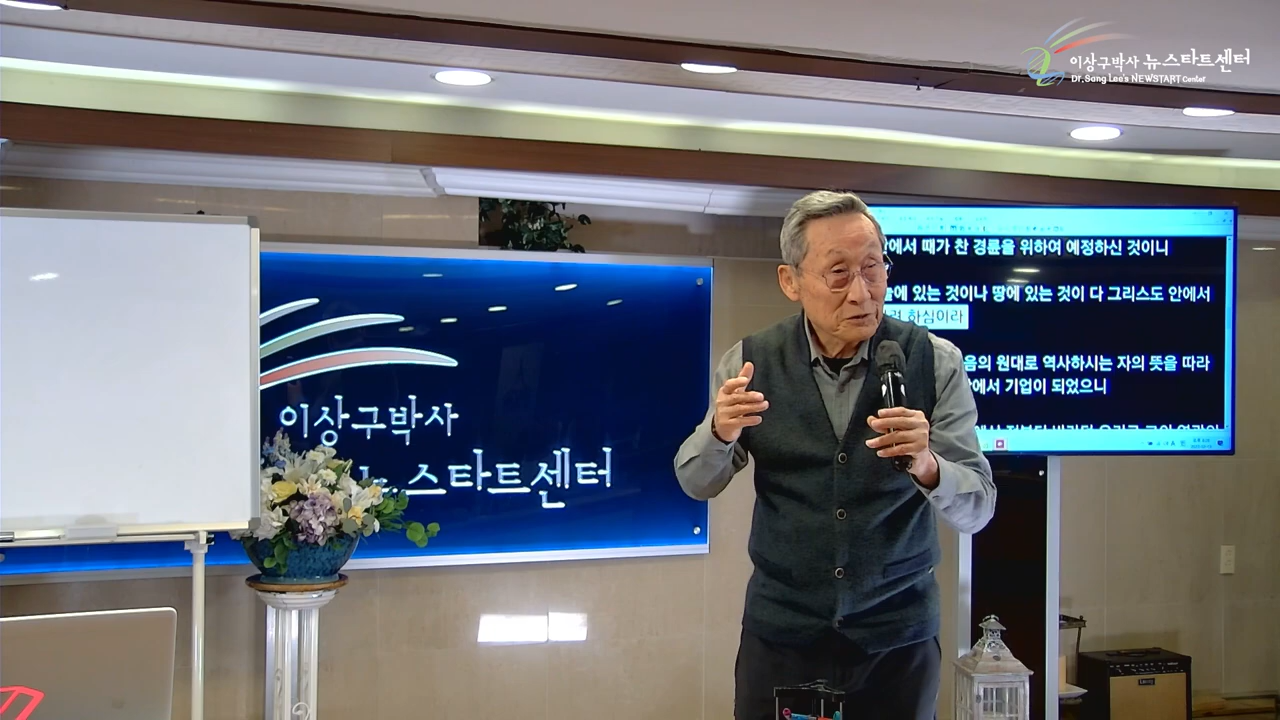 이상구박사 뉴스타트센터
Dr. Sang Lee's NEWSTART Center
안에서 때가 찬 경륜을 위하여 예정하신 것이니
에 있는 것이나 땅에 있는 것이 다 그리스도 안에서
하심이라
음의 원대로 역사하시는 자의 뜻을 따라
안에서 기업이 되었으니
이상구박사
뉴스타트센터